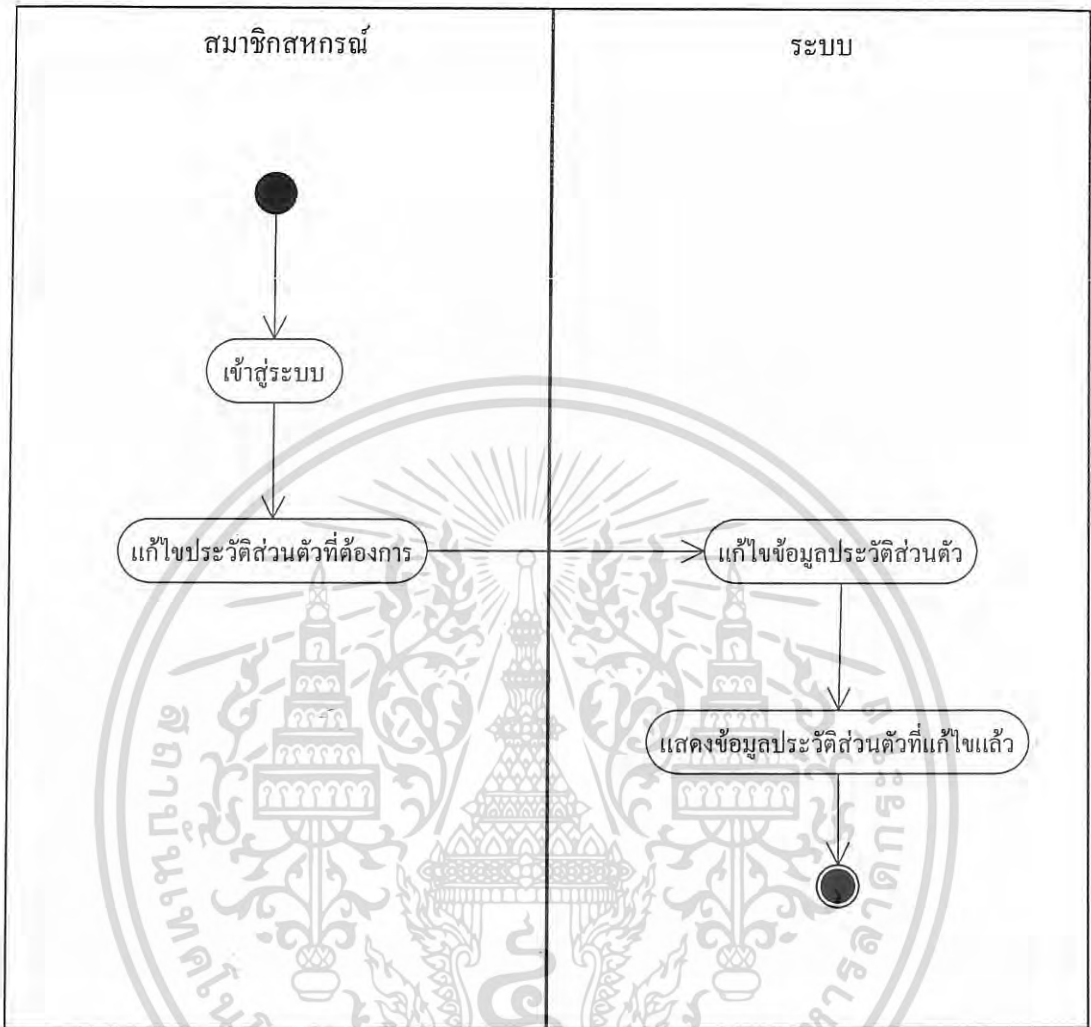 สมาชิกสหกรณ์
ระบบ
เข้าสู่ระบบ
แก้ไขประวัติส่วนตัวที่ต้องการ
แก้ไขข้อมูลประวัติส่วนตัว
แสดงข้อมูลประวัติส่วนตัวที่แก้ไขแล้ว